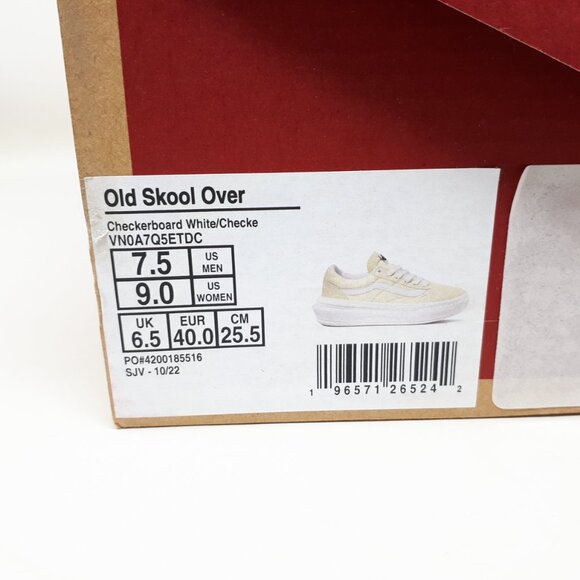 Old Skool Over
Checkerboard White/Checke
VN0A7Q5ETDC
7.5 US MEN
9.0 US WOMEN
UK EUR CM
6.5 40.0 25.5
PO#4200185516
SJV - 10/22
1 96571 26524 2